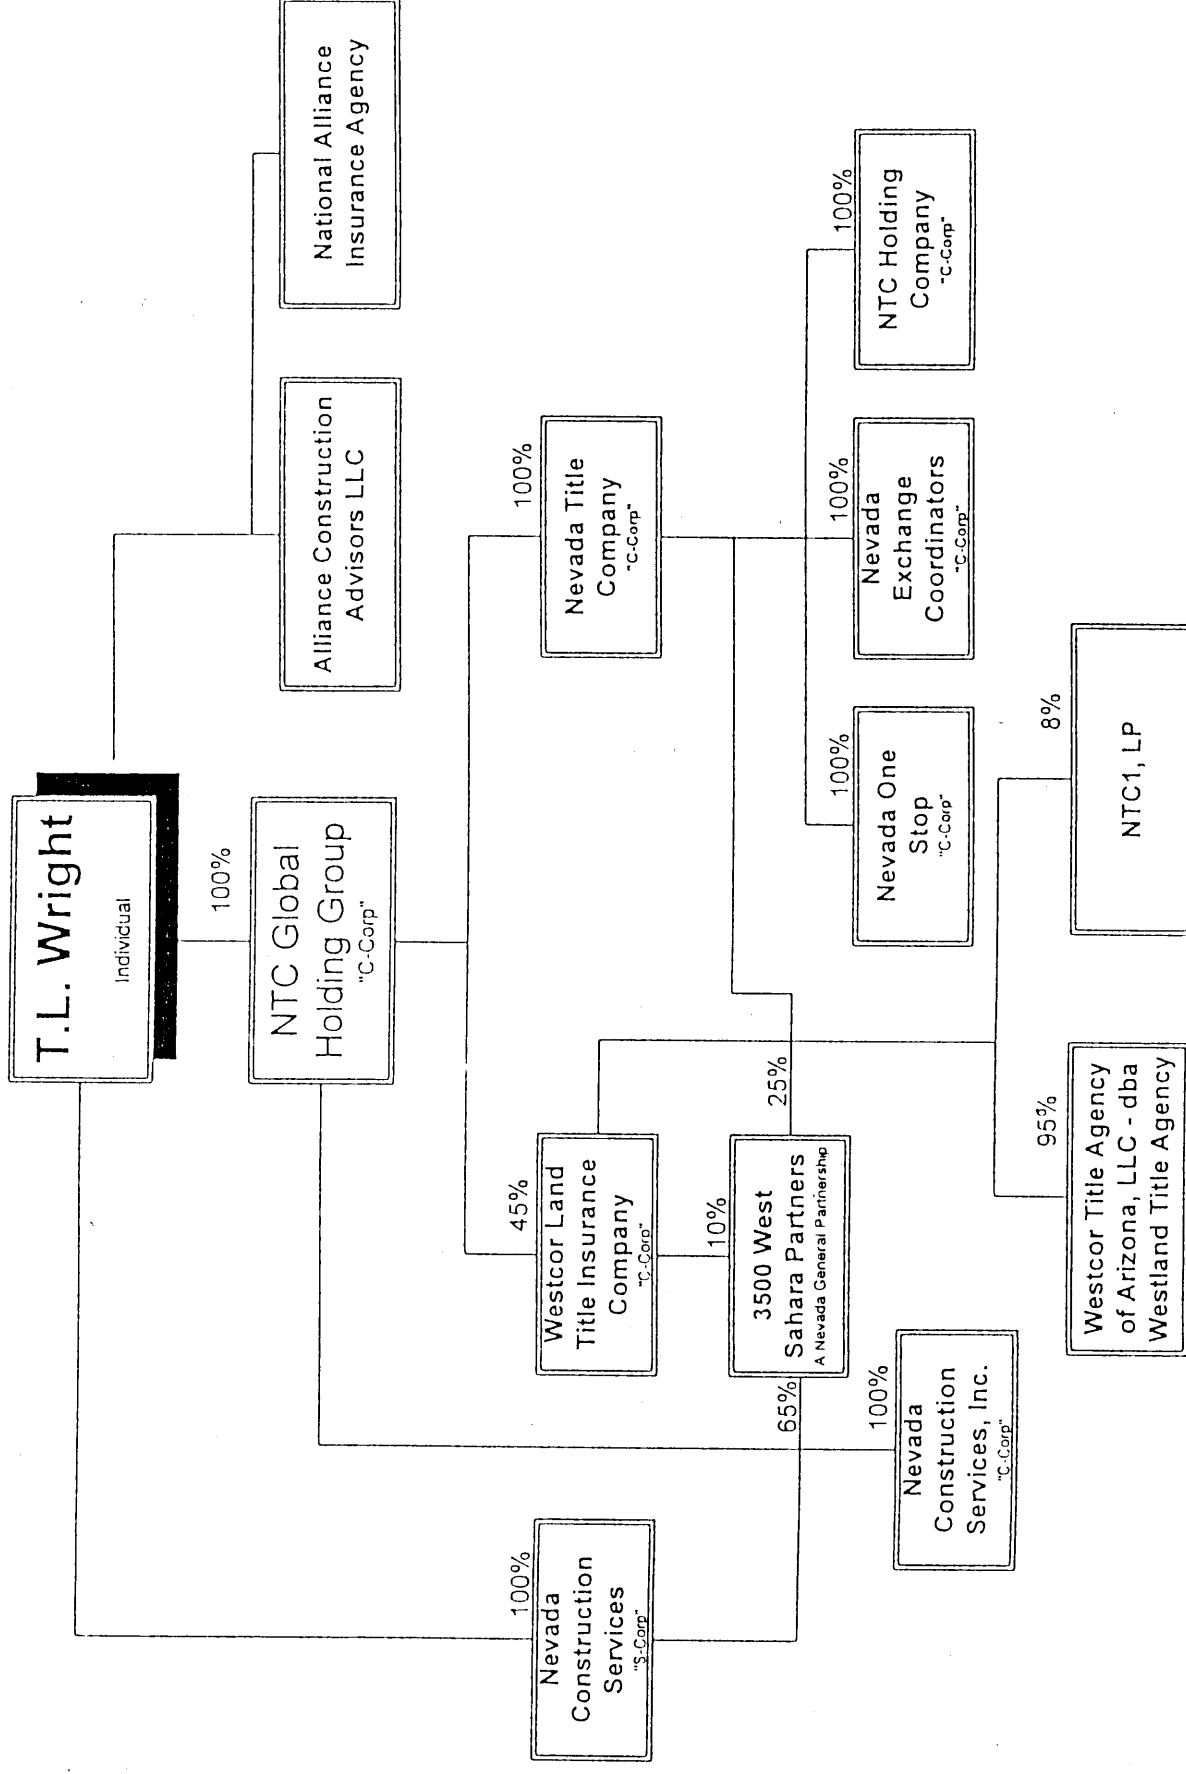 T.L. Wright
Individual
100%
NTC Global
Holding Group
"C-Corp"
Alliance Construction
Advisors LLC
National Alliance
Insurance Agency
100%
Nevada
Construction
Services
"S-Corp"
45%
Westcor Land
Title Insurance
Company
"C-Corp"
100%
Nevada Title
Company
"C-Corp"
65%
10%
25%
3500 West
Sahara Partners
A Nevada General Partnership
100%
Nevada
Construction
Services, Inc.
"C-Corp"
100%
Nevada One
Stop
"C-Corp"
100%
Nevada
Exchange
Coordinators
"C-Corp"
100%
NTC Holding
Company
"C-Corp"
95%
Westcor Title Agency
of Arizona, LLC - dba
Westland Title Agency
8%
NTC1, LP